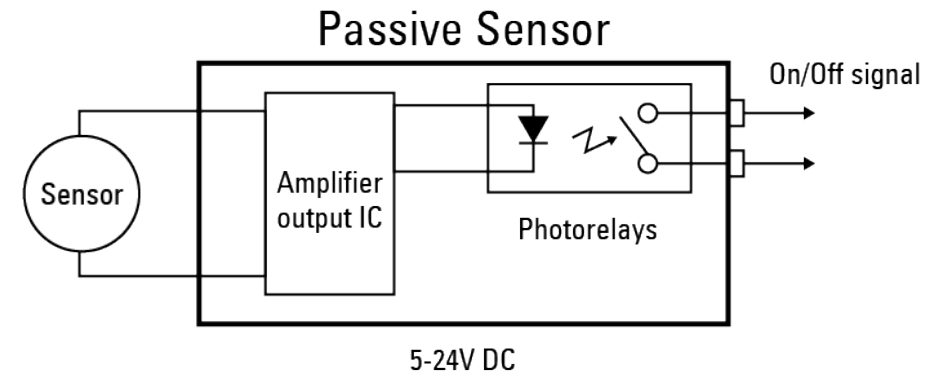 Passive Sensor
On/Off signal
Sensor
Amplifier
output IC
Photorelays
5-24V DC